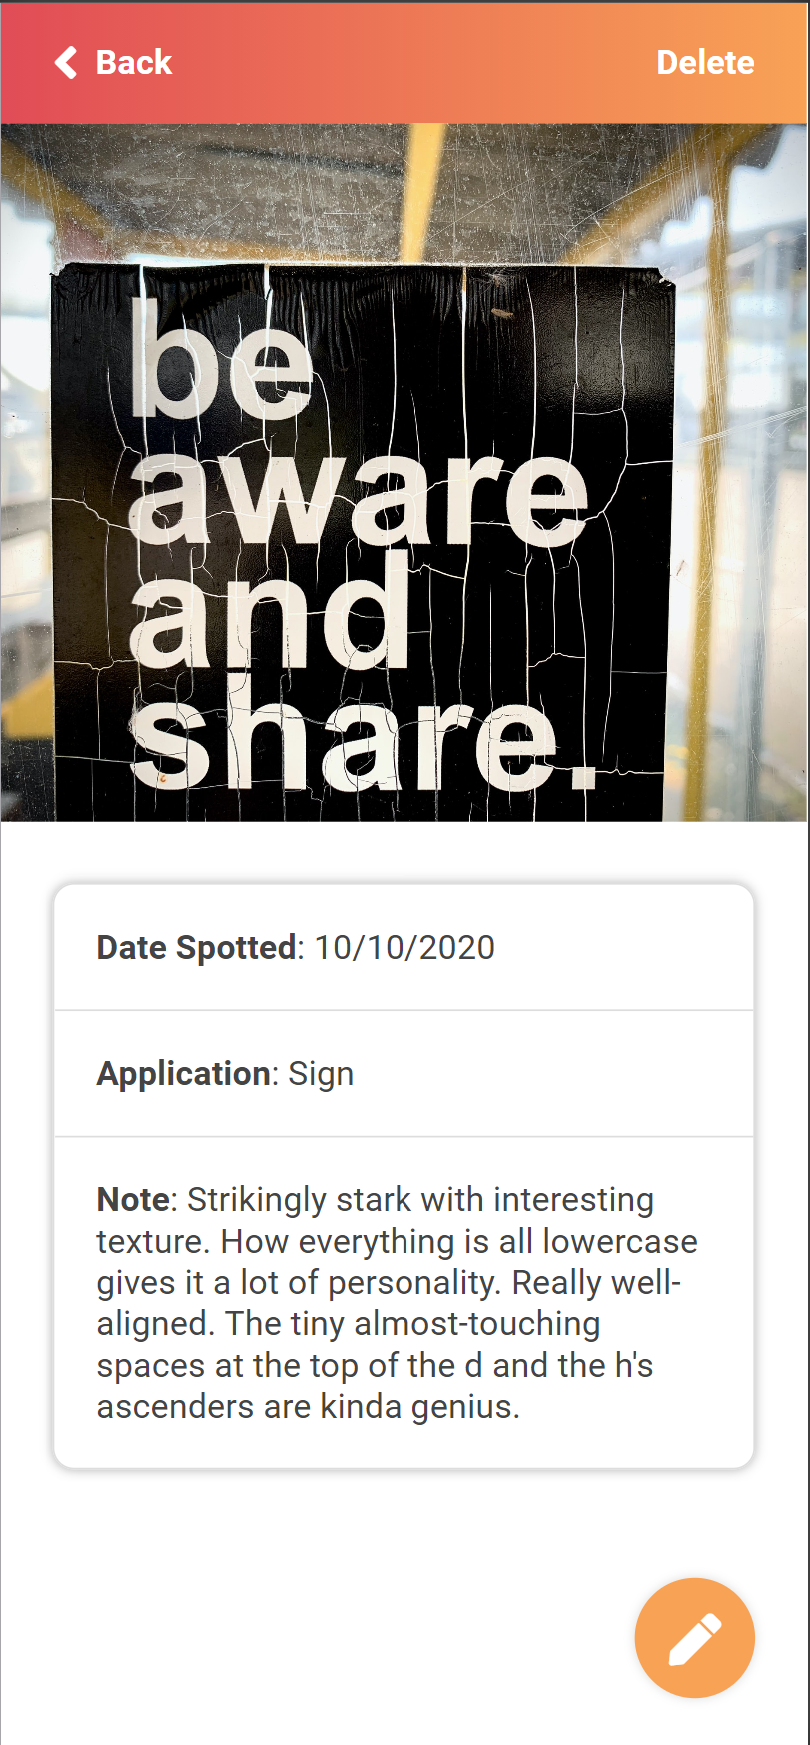 Back
Delete
be
aware
and
share.
Date Spotted: 10/10/2020
Application: Sign
Note: Strikingly stark with interesting
texture. How everything is all lowercase
gives it a lot of personality. Really well-
aligned. The tiny almost-touching
spaces at the top of the d and the h's
ascenders are kinda genius.